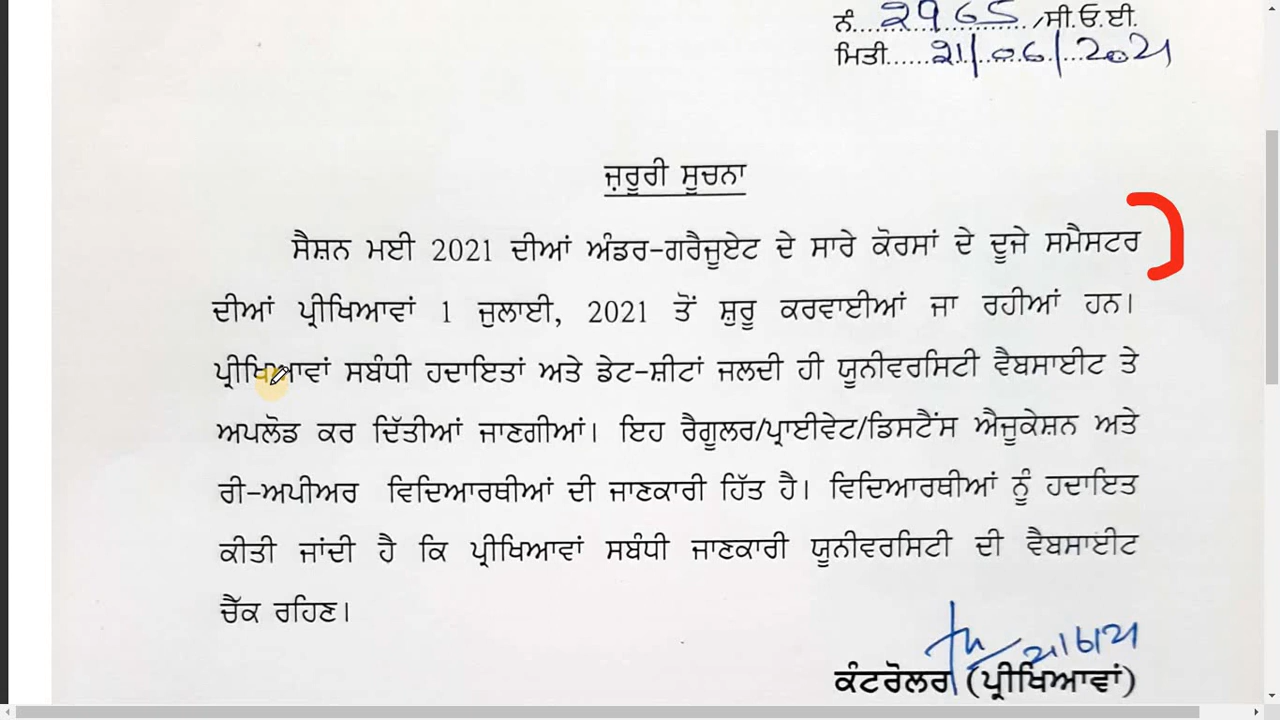 ਨੰ. 2965 /ਸੀ.ਓ.ਈ.
ਮਿਤੀ 21/06/2021
ਜ਼ਰੂਰੀ ਸੂਚਨਾ
ਸੈਸ਼ਨ ਮਈ 2021 ਦੀਆਂ ਅੰਡਰ-ਗਰੈਜੂਏਟ ਦੇ ਸਾਰੇ ਕੋਰਸਾਂ ਦੇ ਦੂਜੇ ਸਮੈਸਟਰ
ਦੀਆਂ ਪ੍ਰੀਖਿਆਵਾਂ 1 ਜੁਲਾਈ, 2021 ਤੋਂ ਸ਼ੁਰੂ ਕਰਵਾਈਆਂ ਜਾ ਰਹੀਆਂ ਹਨ।
ਪ੍ਰੀਖਿਆਵਾਂ ਸਬੰਧੀ ਹਦਾਇਤਾਂ ਅਤੇ ਡੇਟ-ਸ਼ੀਟਾਂ ਜਲਦੀ ਹੀ ਯੂਨੀਵਰਸਿਟੀ ਵੈਬਸਾਈਟ ਤੇ
ਅਪਲੋਡ ਕਰ ਦਿੱਤੀਆਂ ਜਾਣਗੀਆਂ। ਇਹ ਰੈਗੂਲਰ/ਪ੍ਰਾਈਵੇਟ/ਡਿਸਟੈਂਸ ਐਜੂਕੇਸ਼ਨ ਅਤੇ
ਰੀ-ਅਪੀਅਰ ਵਿਦਿਆਰਥੀਆਂ ਦੀ ਜਾਣਕਾਰੀ ਹਿੱਤ ਹੈ। ਵਿਦਿਆਰਥੀਆਂ ਨੂੰ ਹਦਾਇਤ
ਕੀਤੀ ਜਾਂਦੀ ਹੈ ਕਿ ਪ੍ਰੀਖਿਆਵਾਂ ਸਬੰਧੀ ਜਾਣਕਾਰੀ ਯੂਨੀਵਰਸਿਟੀ ਦੀ ਵੈਬਸਾਈਟ
ਚੈੱਕ ਰਹਿਣ।
21/6/21
ਕੰਟਰੋਲਰ (ਪ੍ਰੀਖਿਆਵਾਂ)